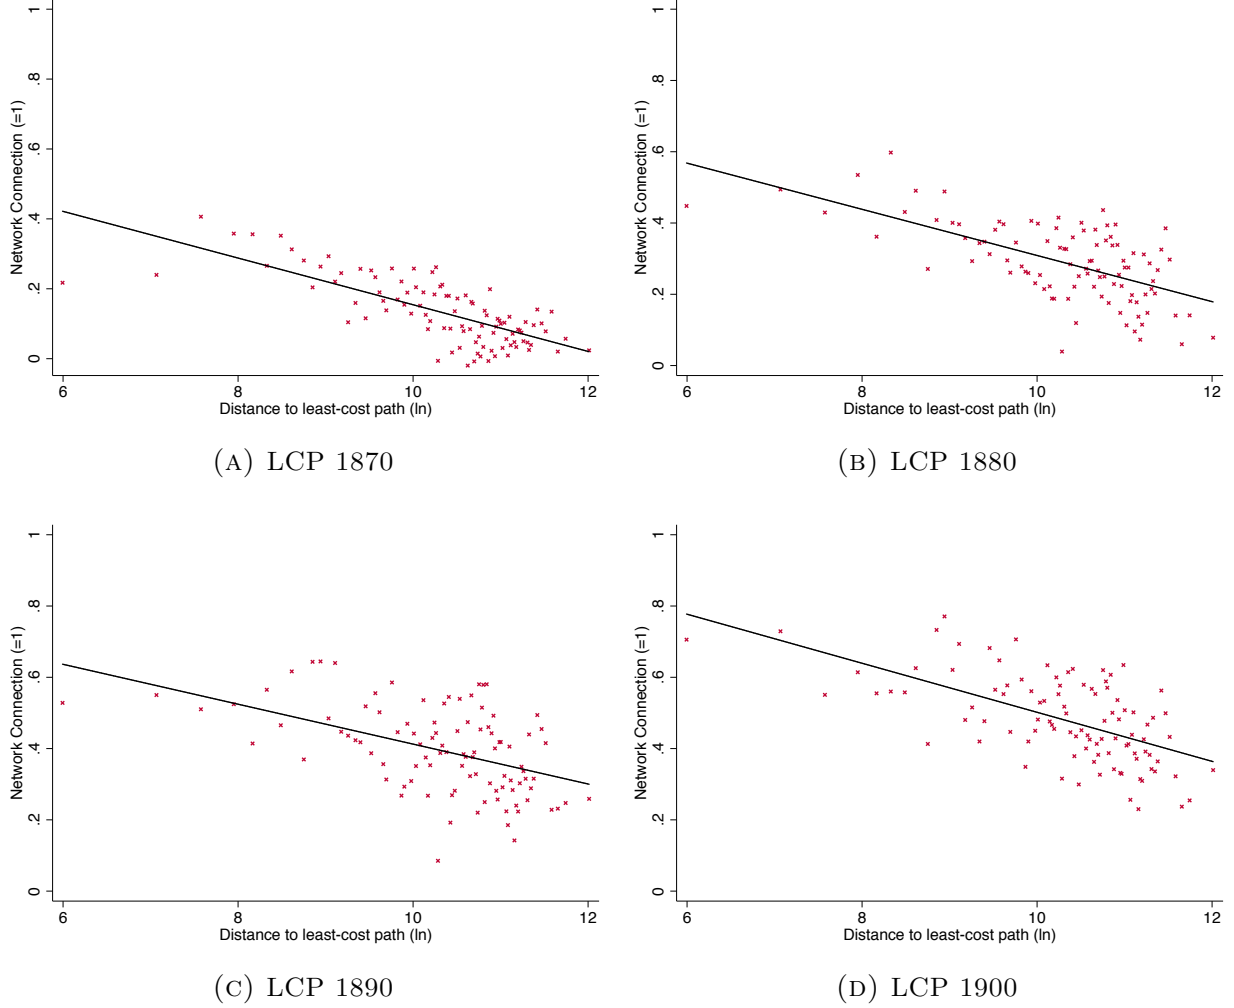 Network Connection (=1)
1
.8
.6
.4
.2
0
6 8 10 12
Distance to least-cost path (ln)
(A) LCP 1870
Network Connection (=1)
1
.8
.6
.4
.2
0
6 8 10 12
Distance to least-cost path (ln)
(B) LCP 1880
Network Connection (=1)
1
.8
.6
.4
.2
0
6 8 10 12
Distance to least-cost path (ln)
(C) LCP 1890
Network Connection (=1)
1
.8
.6
.4
.2
0
6 8 10 12
Distance to least-cost path (ln)
(D) LCP 1900